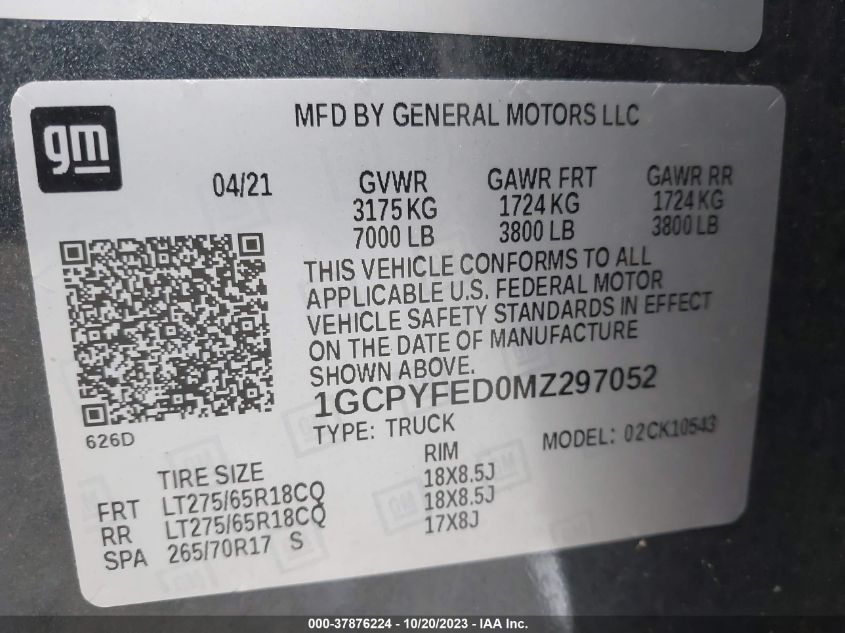 MFD BY GENERAL MOTORS LLC
gm
04/21 GVWR GAWR FRT GAWR RR
3175 KG 1724 KG 1724 KG
7000 LB 3800 LB 3800 LB
THIS VEHICLE CONFORMS TO ALL
APPLICABLE U.S. FEDERAL MOTOR
VEHICLE SAFETY STANDARDS IN EFFECT
ON THE DATE OF MANUFACTURE
SHOWN ABOVE.
1GCPYFED0MZ297052
626D
TYPE: TRUCK MODEL: 02CK10543
TIRE SIZE RIM
FRT LT275/65R18CQ 18X8.5J
RR LT275/65R18CQ 18X8.5J
SPA 265/70R17 S 17X8J
000-37876224 - 10/20/2023 - IAA Inc.